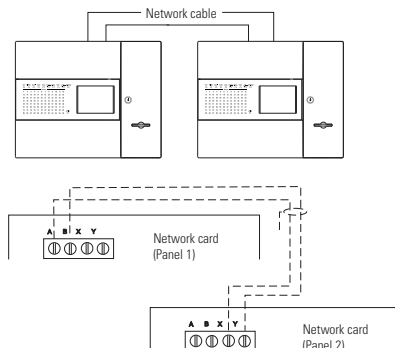 Network cable
A B X Y
Network card
(Panel 1)
A B X Y
Network card
(Panel 2)